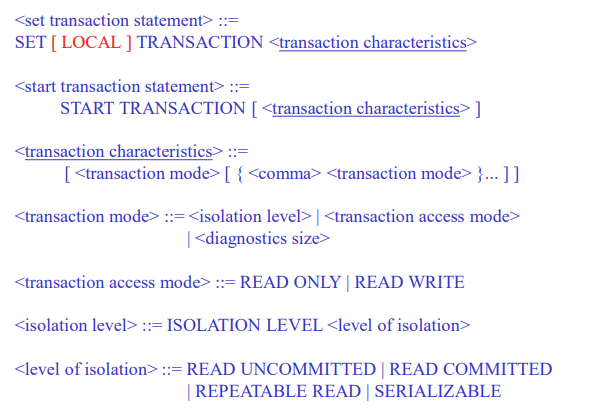 <set transaction statement> ::=
SET [ LOCAL ] TRANSACTION <transaction characteristics>
<start transaction statement> ::=
START TRANSACTION [ <transaction characteristics> ]
<transaction characteristics> ::=
[ <transaction mode> [ { <comma> <transaction mode> }... ] ]
<transaction mode> ::= <isolation level> | <transaction access mode>
| <diagnostics size>
<transaction access mode> ::= READ ONLY | READ WRITE
<isolation level> ::= ISOLATION LEVEL <level of isolation>
<level of isolation> ::= READ UNCOMMITTED | READ COMMITTED
| REPEATABLE READ | SERIALIZABLE